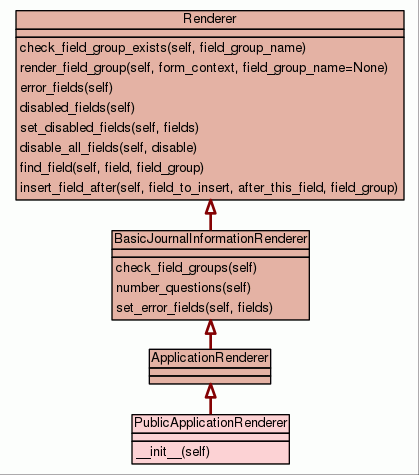 Renderer
check_field_group_exists(self, field_group_name)
render_field_group(self, form_context, field_group_name=None)
error_fields(self)
disabled_fields(self)
set_disabled_fields(self, fields)
disable_all_fields(self, disable)
find_field(self, field, field_group)
insert_field_after(self, field_to_insert, after_this_field, field_group)
BasicJournalInformationRenderer
check_field_groups(self)
number_questions(self)
set_error_fields(self, fields)
ApplicationRenderer
PublicApplicationRenderer
__init__(self)